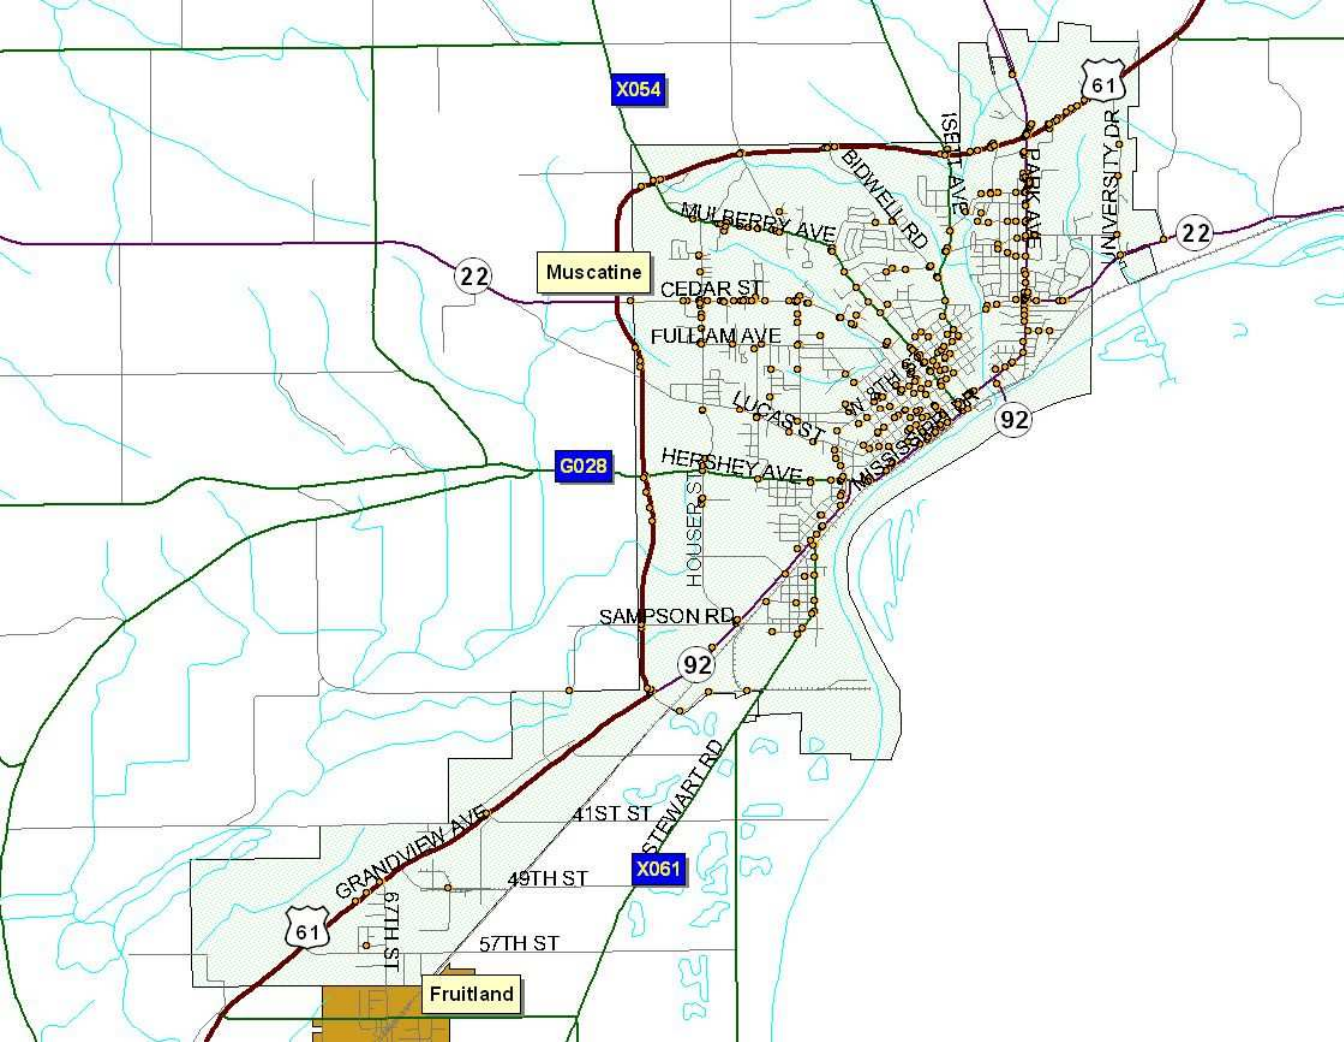 61
X054
ISETT AVE
UNIVERSITY DR
BIDWELL RD
PARK AVE
MULBERRY AVE
22
22
Muscatine
CEDAR ST
FULLIAM AVE
N 8TH ST
LUCAS ST
MISSISSIPPI DR
92
HERSHEY AVE
G028
HOUSER ST
SAMPSON RD
92
STEWART RD
GRANDVIEW AVE
41ST ST
X061
49TH ST
67TH ST
61
57TH ST
Fruitland